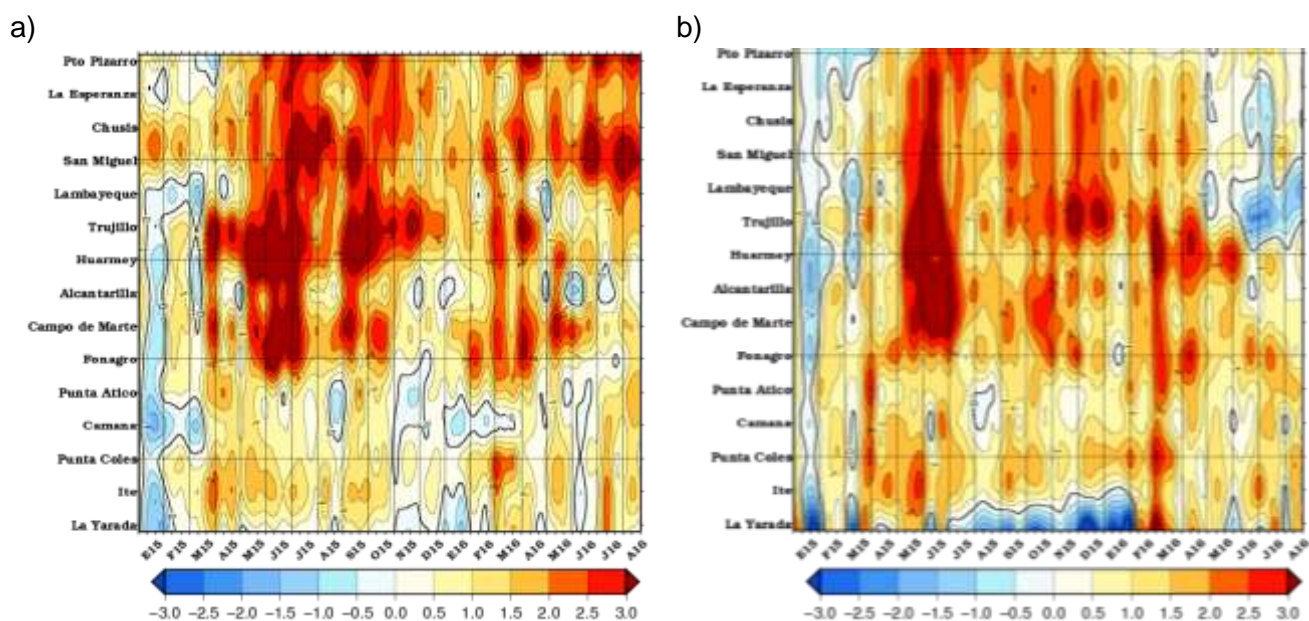 a)
Pto Pizarro
La Esperanza
Chusis
San Miguel
Lambayeque
Trujillo
Huarmey
Alcantarilla
Campo de Marte
Fonagro
Punta Atico
Camana
Punta Coles
Ite
La Yarada
E15 F15 M15 A15 M15 J15 J15 A15 S15 O15 N15 D15 E16 F16 M16 A16 M16 J16 J16 A16
−3.0 −2.5 −2.0 −1.5 −1.0 −0.5 0.0 0.5 1.0 1.5 2.0 2.5 3.0
b)
Pto Pizarro
La Esperanza
Chusis
San Miguel
Lambayeque
Trujillo
Huarmey
Alcantarilla
Campo de Marte
Fonagro
Punta Atico
Camana
Punta Coles
Ite
La Yarada
E15 F15 M15 A15 M15 J15 J15 A15 S15 O15 N15 D15 E16 F16 M16 A16 M16 J16 J16 A16
−3.0 −2.5 −2.0 −1.5 −1.0 −0.5 0.0 0.5 1.0 1.5 2.0 2.5 3.0